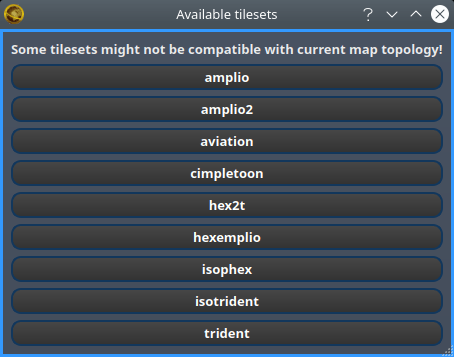 Available tilesets
Some tilesets might not be compatible with current map topology!
amplio
amplio2
aviation
cimpletoon
hex2t
hexemplio
isophex
isotrident
trident